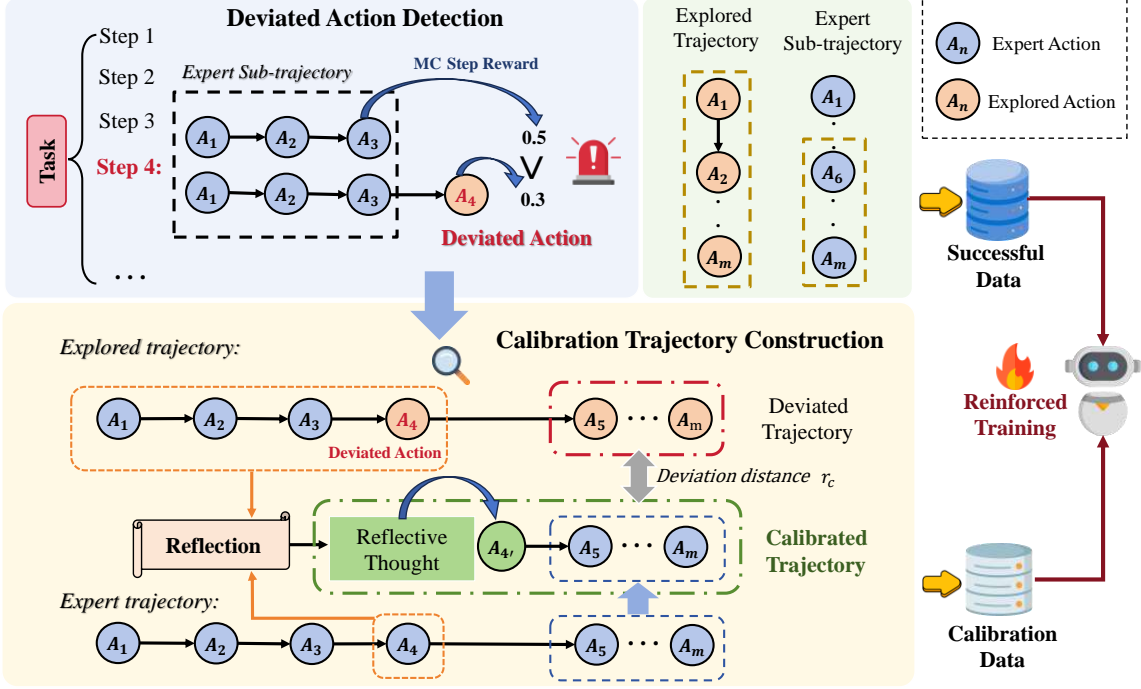 Deviated Action Detection
Task
Step 1
Step 2
Step 3
Step 4:
...
Expert Sub-trajectory
MC Step Reward
A1 A2 A3
0.5
∨
0.3
A1 A2 A3 A4
Deviated Action
Explored
Trajectory
A1
A2
Am
Expert
Sub-trajectory
A1
A6
Am
An Expert Action
An Explored Action
Successful
Data
Calibration Trajectory Construction
Explored trajectory:
A1 A2 A3 A4 A5 ... Am
Deviated Action
Deviated
Trajectory
Deviation distance rc
Reflection
Reflective
Thought
A4′ A5 ... Am
Calibrated
Trajectory
Expert trajectory:
A1 A2 A3 A4 A5 ... Am
Reinforced
Training
Calibration
Data